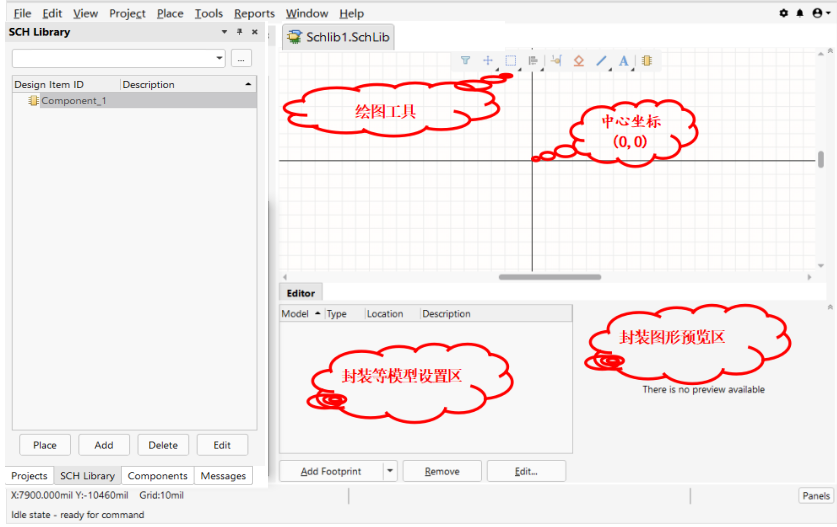 File Edit View Project Place Tools Reports Window Help
SCH Library
Schlib1.SchLib
...
Design Item ID Description
Component_1
绘图工具
中心坐标
(0,0)
A
Editor
Model Type Location Description
封装等模型设置区
封装图形预览区
There is no preview available
Place Add Delete Edit
Add Footprint Remove Edit...
Projects SCH Library Components Messages
X:7900.000mil Y:-10460mil Grid:10mil
Panels
Idle state - ready for command